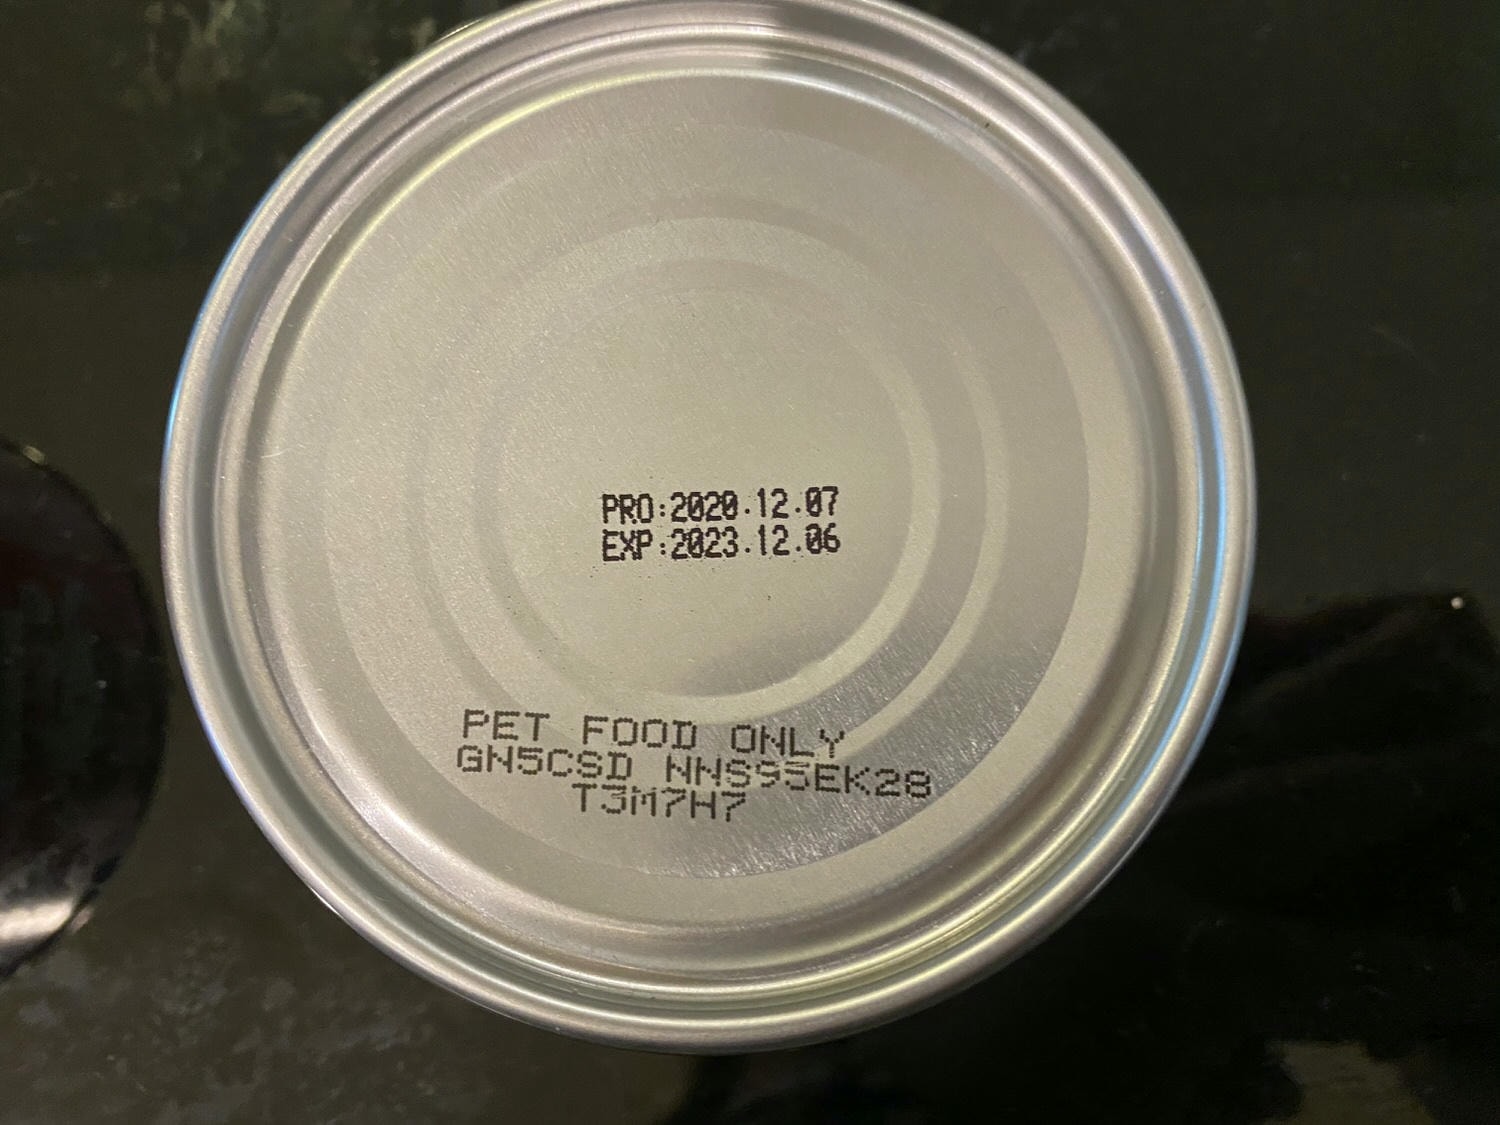 PRO:2020.12.07
EXP:2023.12.06
PET FOOD ONLY
GN5CSD NNS95EK28
T3M7H7